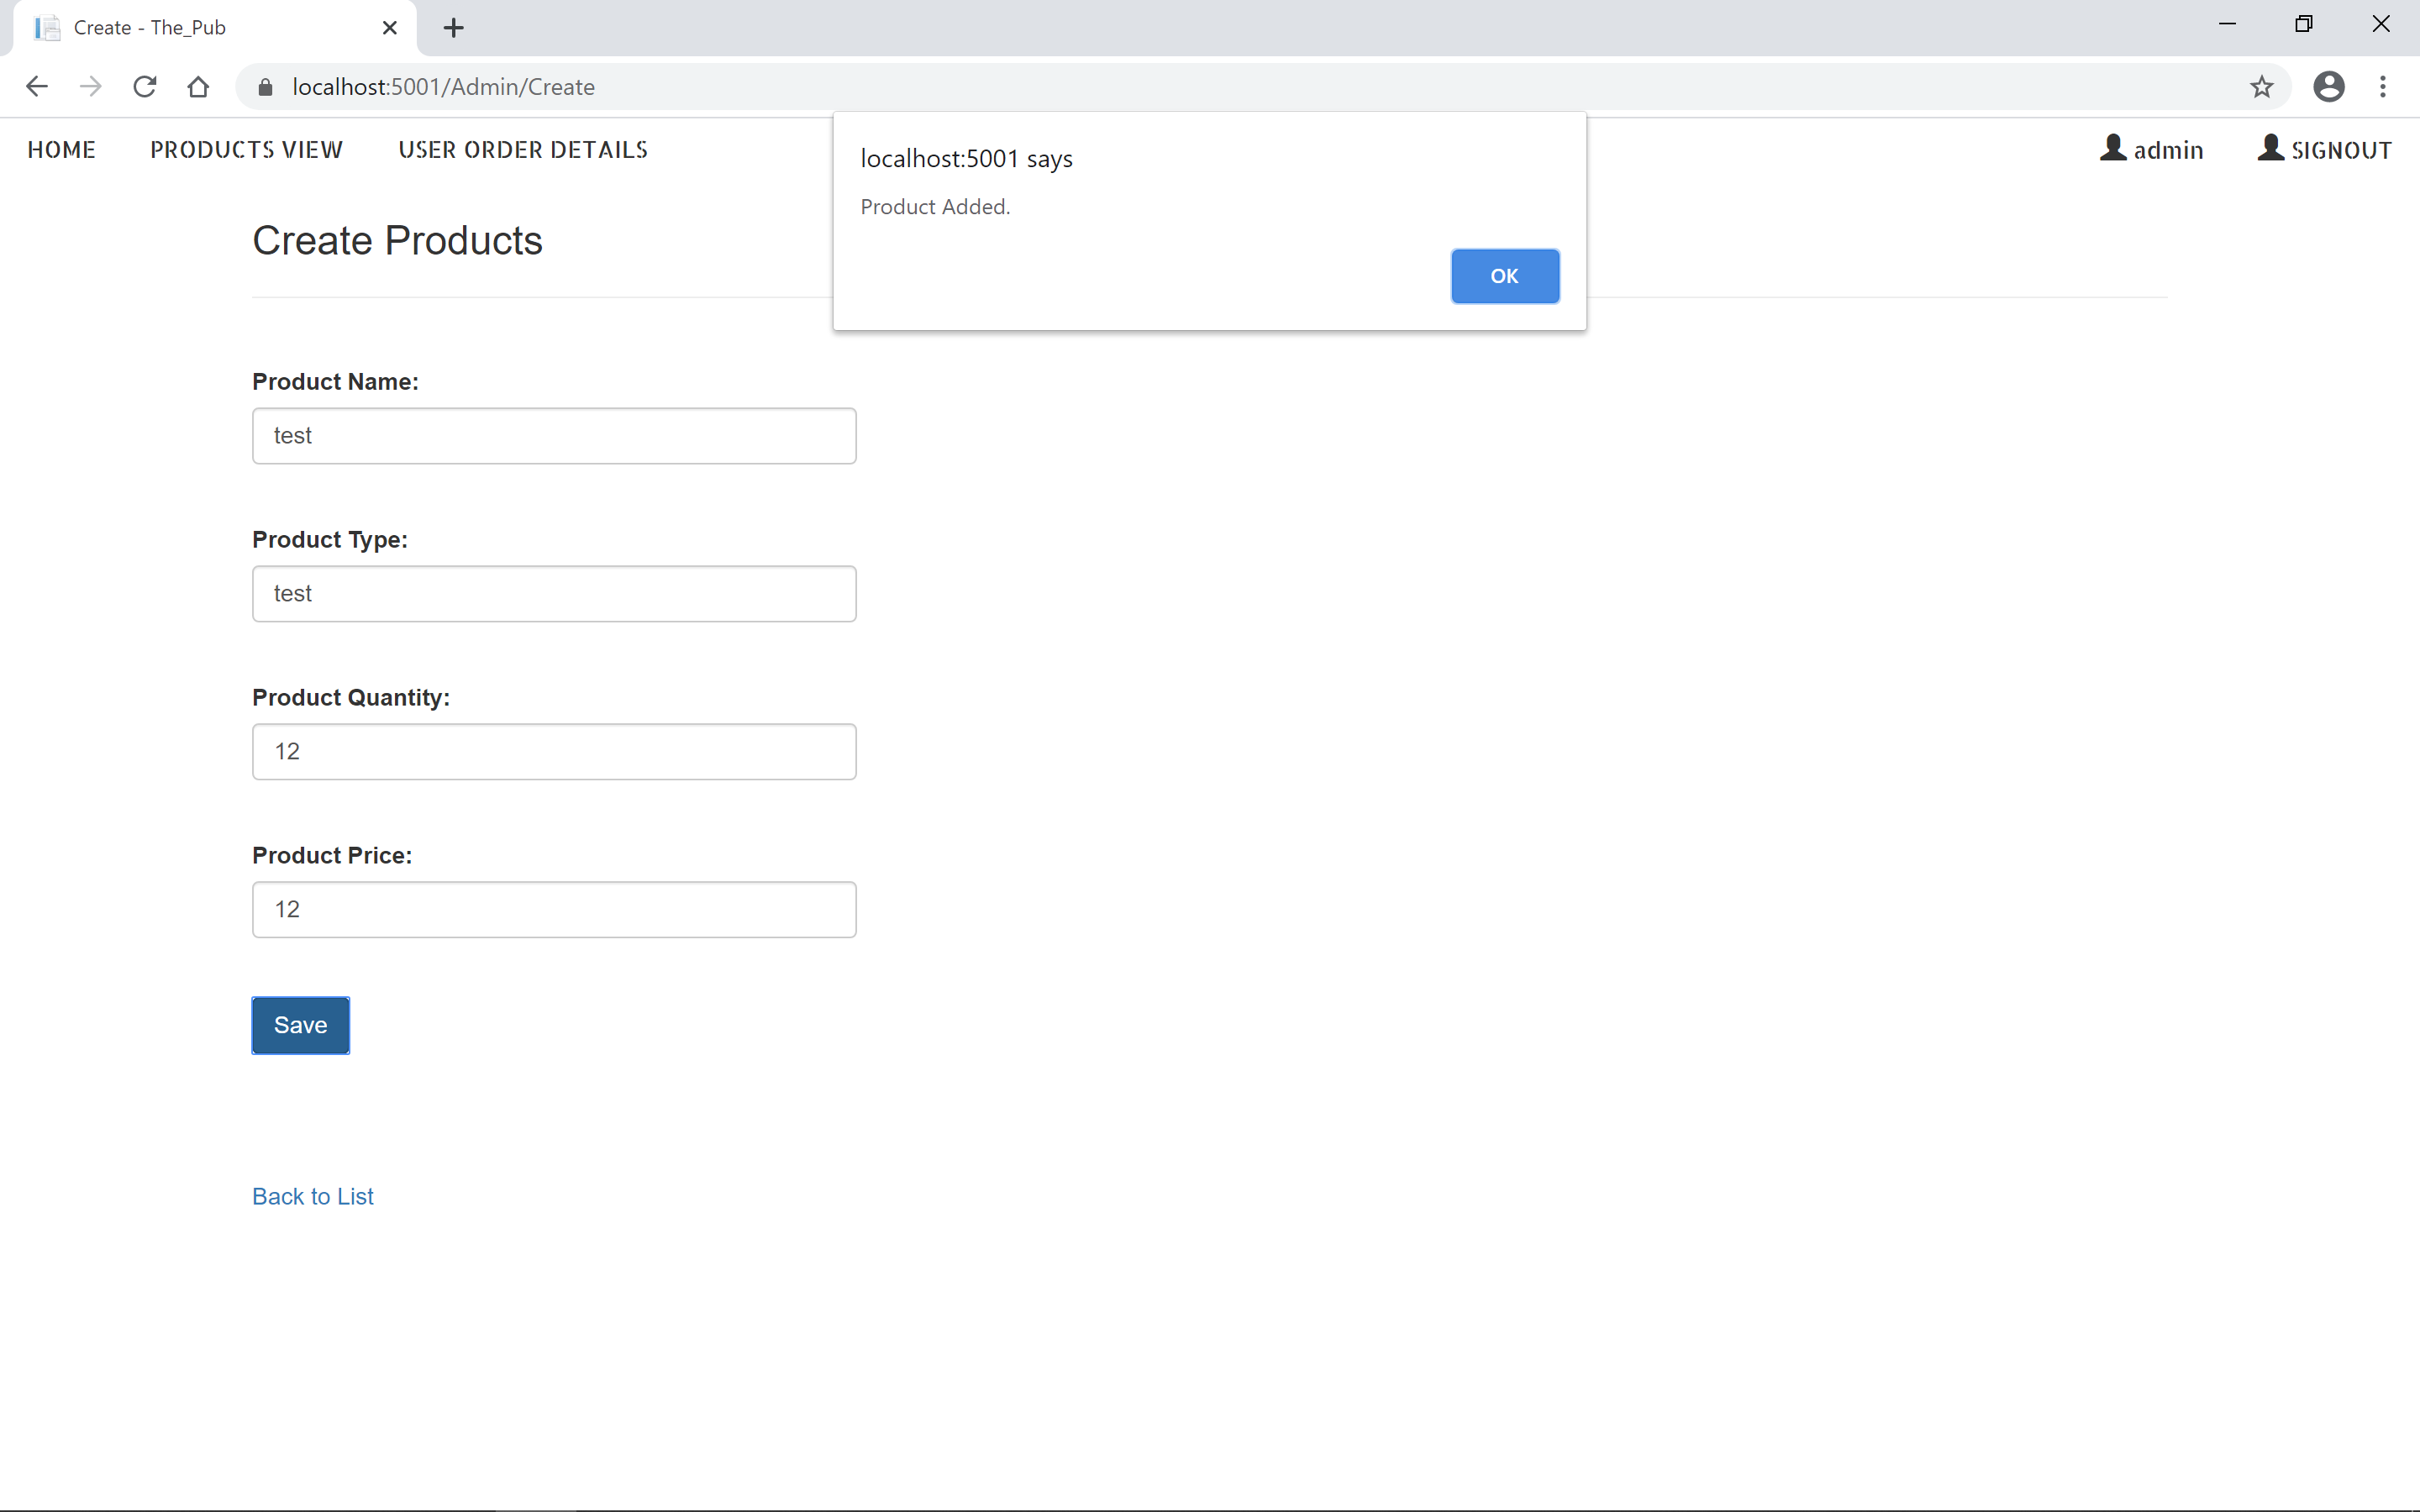 Create - The_Pub
localhost:5001/Admin/Create
HOME PRODUCTS VIEW USER ORDER DETAILS admin SIGNOUT
localhost:5001 says
Product Added.
OK
Create Products
Product Name:
test
Product Type:
test
Product Quantity:
12
Product Price:
12
Save
Back to List